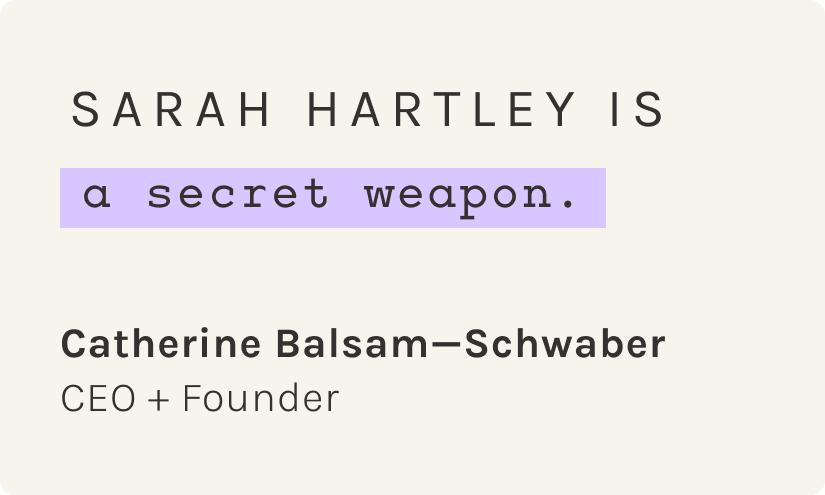 SARAH HARTLEY IS
a secret weapon.
Catherine Balsam—Schwaber
CEO + Founder